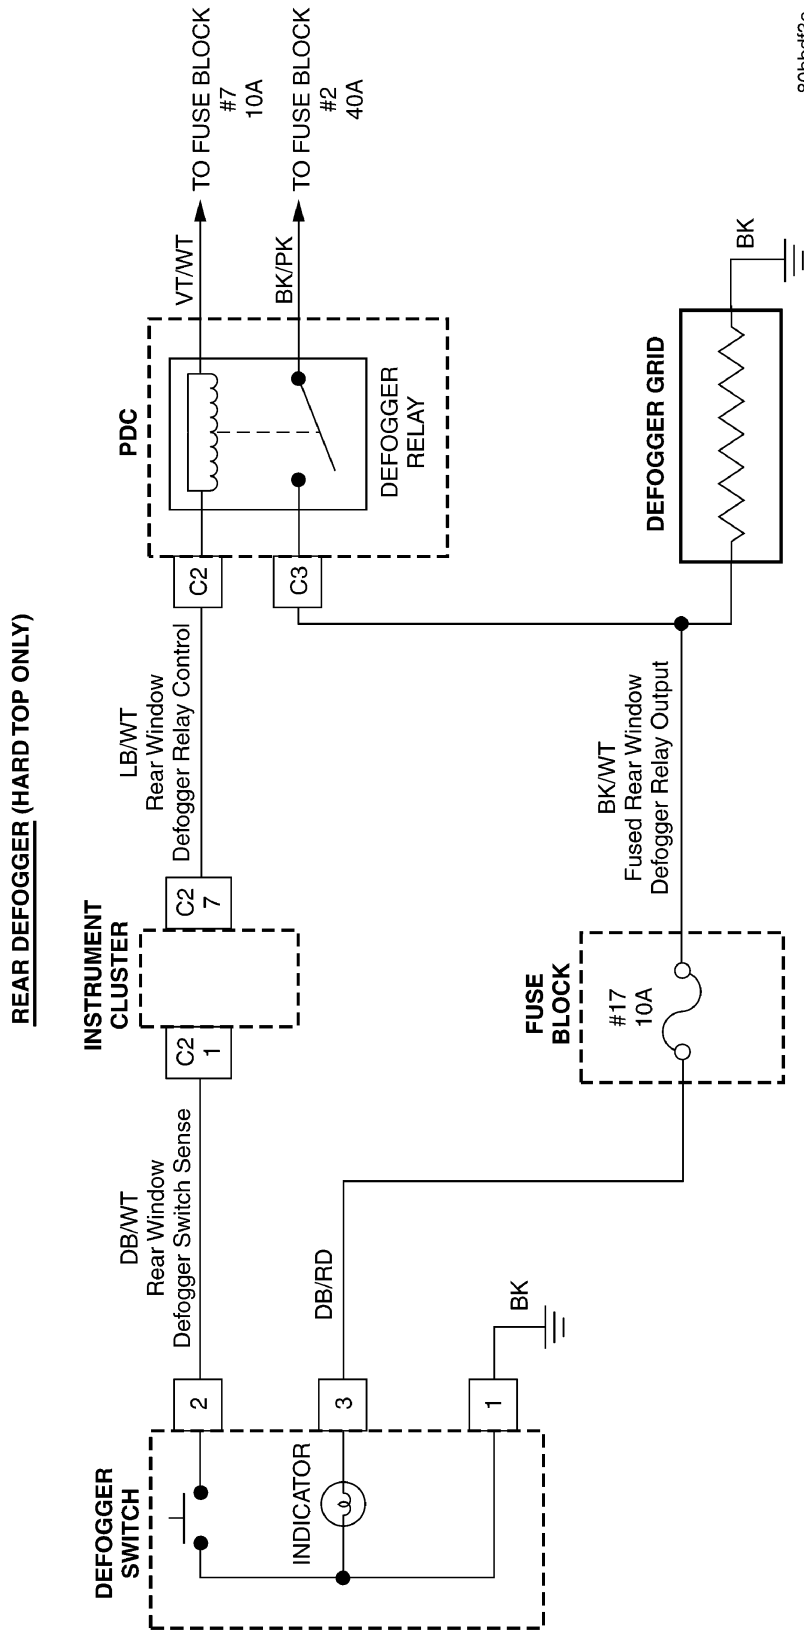 REAR DEFOGGER (HARD TOP ONLY)
DEFOGGER
SWITCH
INDICATOR
2
3
1
BK
DB/WT
Rear Window
Defogger Switch Sense
DB/RD
INSTRUMENT
CLUSTER
C2
1
C2
7
LB/WT
Rear Window
Defogger Relay Control
PDC
C2
C3
DEFOGGER
RELAY
VT/WT
BK/PK
TO FUSE BLOCK
#7
10A
TO FUSE BLOCK
#2
40A
FUSE
BLOCK
#17
10A
BK/WT
Fused Rear Window
Defogger Relay Output
DEFOGGER GRID
BK